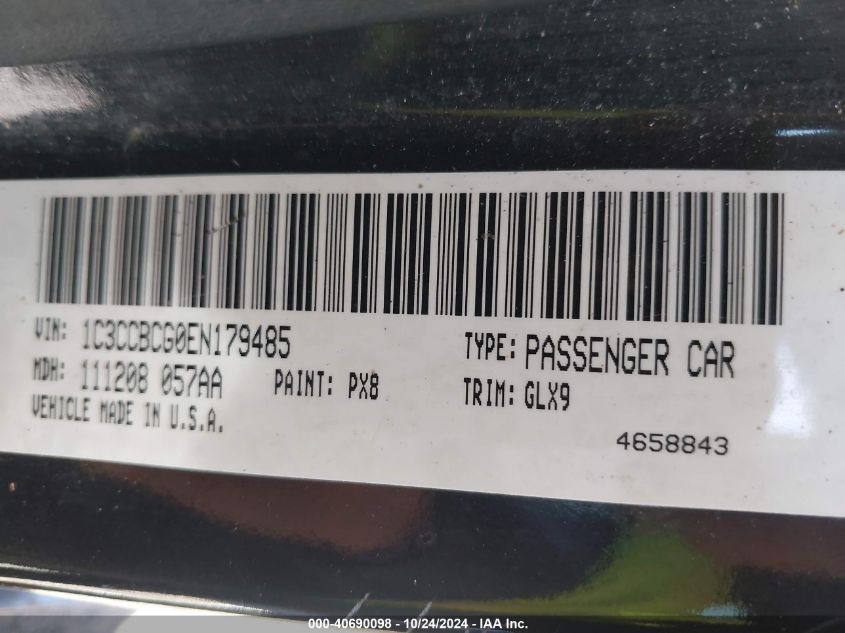 VIN: 1C3CCBCG0EN179485 TYPE: PASSENGER CAR
MDH: 111208 057AA PAINT: PX8 TRIM: GLX9
VEHICLE MADE IN U.S.A.
4658843
000-40690098 - 10/24/2024 - IAA Inc.